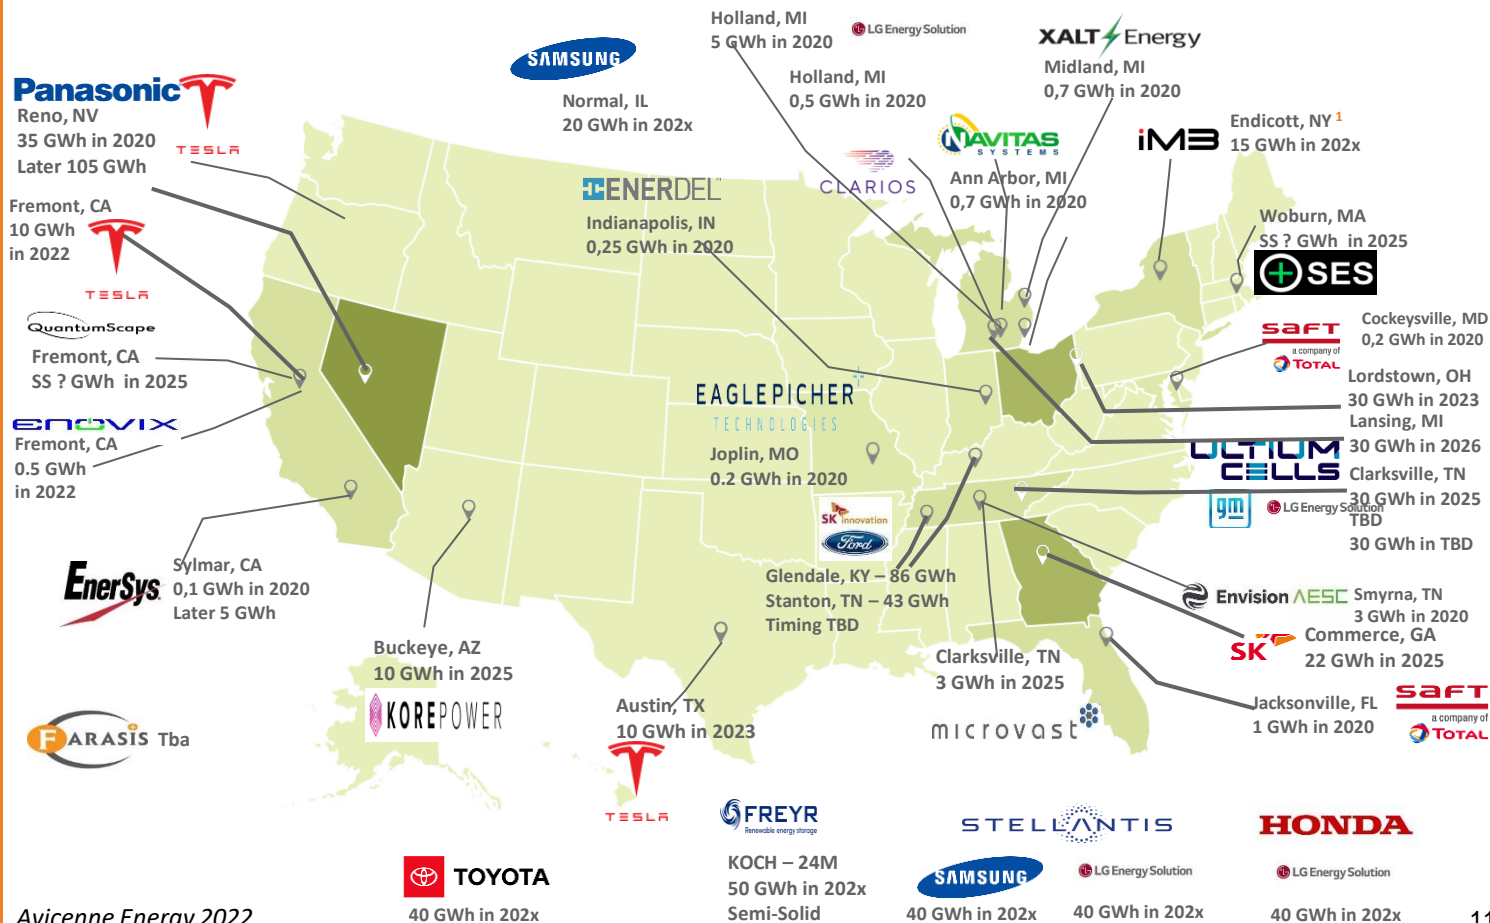 Holland, MI
5 GWh in 2020
LG Energy Solution
XALT Energy
Midland, MI
0,7 GWh in 2020
SAMSUNG
Normal, IL
20 GWh in 202x
Holland, MI
0,5 GWh in 2020
CLARIOS
NAVITAS
SYSTEMS
Ann Arbor, MI
0,7 GWh in 2020
iM3
Endicott, NY 1
15 GWh in 202x
Panasonic
TESLA
Reno, NV
35 GWh in 2020
Later 105 GWh
Fremont, CA
10 GWh
in 2022
TESLA
ENERDEL
Indianapolis, IN
0,25 GWh in 2020
Woburn, MA
SS ? GWh in 2025
SES
QuantumScape
Fremont, CA
SS ? GWh in 2025
saft
a company of
TOTAL
Cockeysville, MD
0,2 GWh in 2020
ENOVIX
Fremont, CA
0.5 GWh
in 2022
EAGLEPICHER
TECHNOLOGIES
Joplin, MO
0.2 GWh in 2020
Lordstown, OH
30 GWh in 2023
Lansing, MI
30 GWh in 2026
ULTIUM
CELLS
Clarksville, TN
30 GWh in 2025
gm
LG Energy Solution
TBD
30 GWh in TBD
EnerSys
Sylmar, CA
0,1 GWh in 2020
Later 5 GWh
SK innovation
Ford
Glendale, KY – 86 GWh
Stanton, TN – 43 GWh
Timing TBD
Envision AESC
Smyrna, TN
3 GWh in 2020
SK
Commerce, GA
22 GWh in 2025
Buckeye, AZ
10 GWh in 2025
KOREPOWER
Clarksville, TN
3 GWh in 2025
microvast
Jacksonville, FL
1 GWh in 2020
saft
a company of
TOTAL
FARASIS Tba
Austin, TX
10 GWh in 2023
TESLA
FREYR
Renewable energy storage
KOCH – 24M
50 GWh in 202x
Semi-Solid
STELLANTIS
SAMSUNG
40 GWh in 202x
LG Energy Solution
40 GWh in 202x
HONDA
LG Energy Solution
40 GWh in 202x
TOYOTA
40 GWh in 202x
Avicenne Energy 2022
11